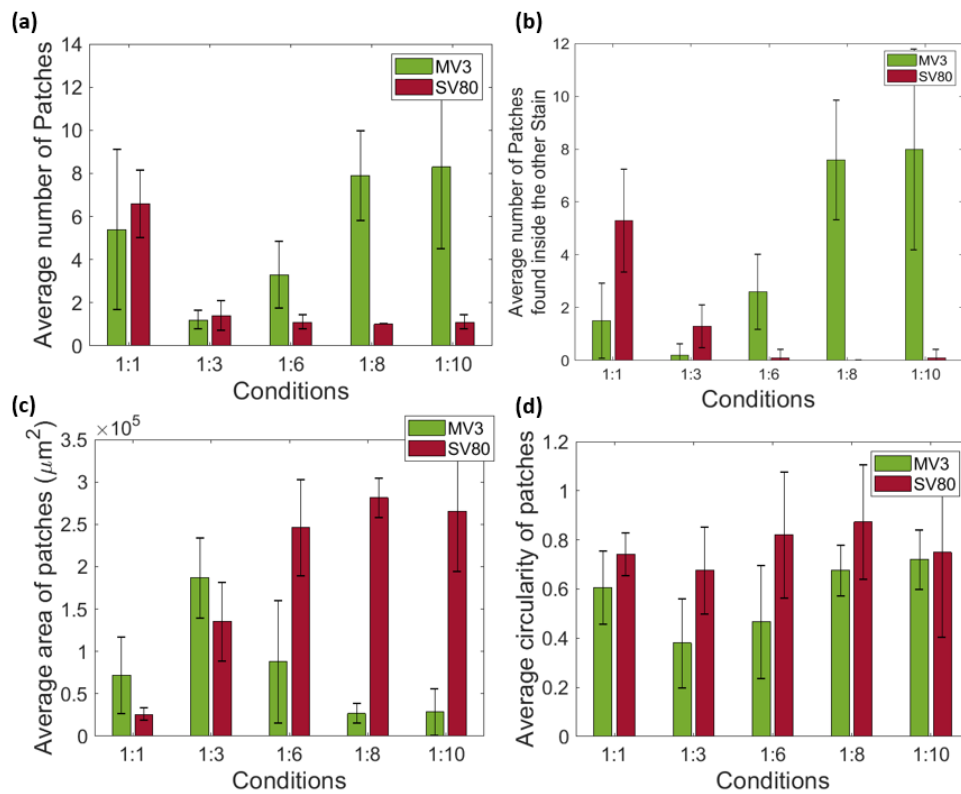 (a)
Average number of Patches
14
12
10
8
6
4
2
0
MV3
SV80
1:1 1:3 1:6 1:8 1:10
Conditions
(b)
Average number of Patches
found inside the other Stain
12
10
8
6
4
2
0
MV3
SV80
1:1 1:3 1:6 1:8 1:10
Conditions
(c)
Average area of patches (μm²)
×10⁵
3.5
3
2.5
2
1.5
1
0.5
0
MV3
SV80
1:1 1:3 1:6 1:8 1:10
Conditions
(d)
Average circularity of patches
1.2
1
0.8
0.6
0.4
0.2
0
MV3
SV80
1:1 1:3 1:6 1:8 1:10
Conditions